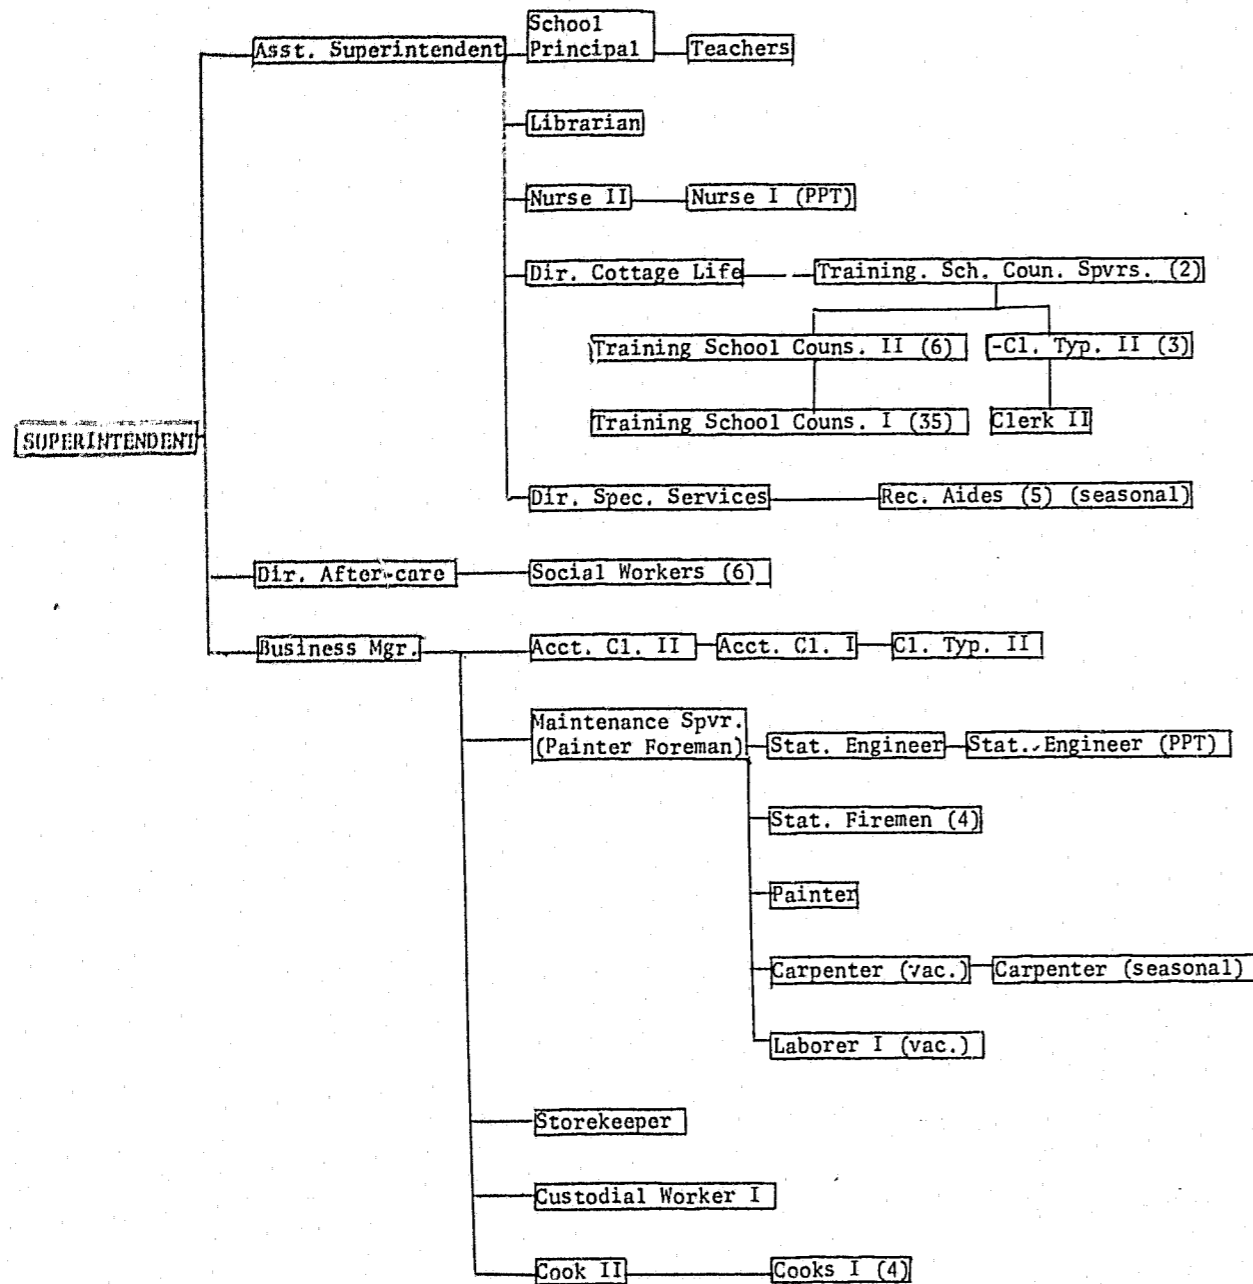 School
Asst. Superintendent Principal Teachers
Librarian
Nurse II Nurse I (PPT)
Dir. Cottage Life Training. Sch. Coun. Spvrs. (2)
Training School Couns. II (6) -Cl. Typ. II (3)
Training School Couns. I (35) Clerk II
SUPERINTENDENT
Dir. Spec. Services Rec. Aides (5) (seasonal)
Dir. After-care Social Workers (6)
Business Mgr. Acct. Cl. II Acct. Cl. I Cl. Typ. II
Maintenance Spvr.
(Painter Foreman) Stat. Engineer Stat. Engineer (PPT)
Stat. Firemen (4)
Painter
Carpenter (vac.) Carpenter (seasonal)
Laborer I (vac.)
Storekeeper
Custodial Worker I
Cook II Cooks I (4)